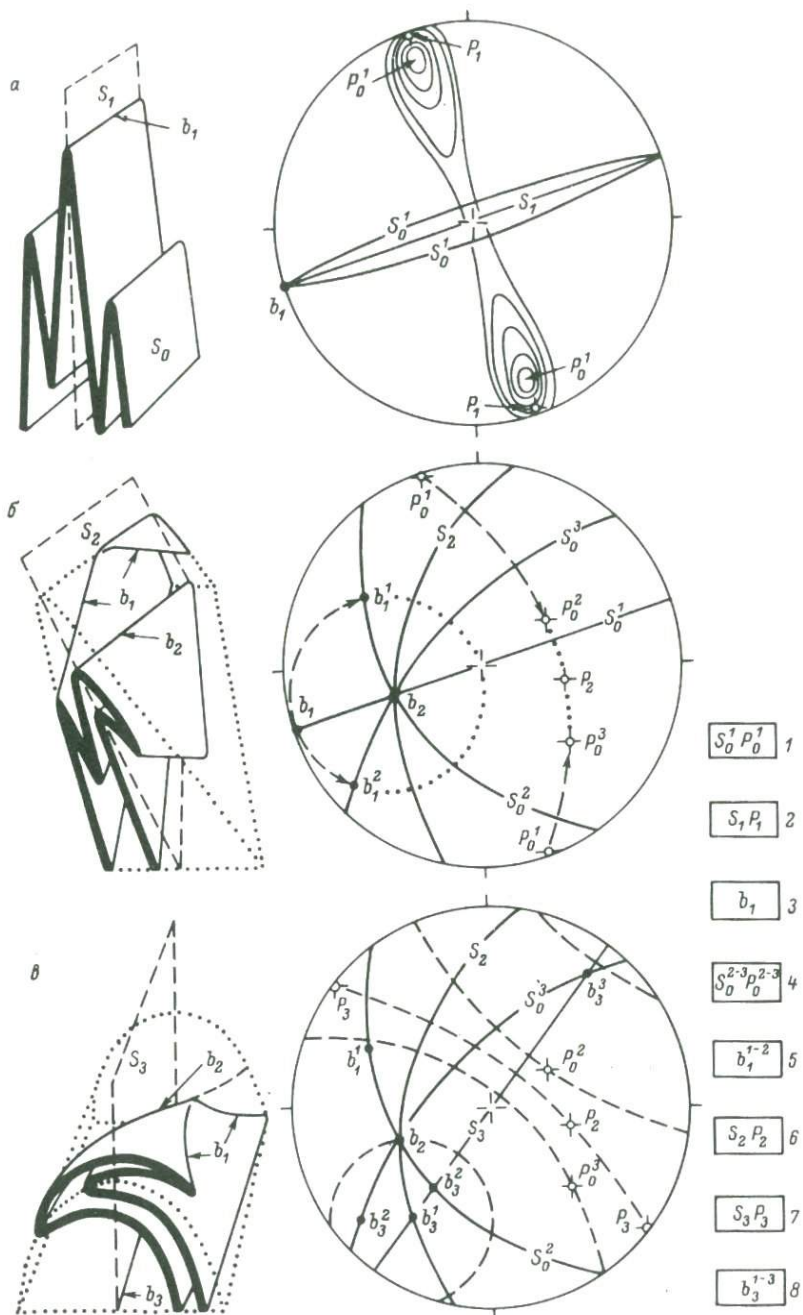 а
S₁
b₁
S₀
P₁
P₀¹
S₀¹
S₁
S₀¹
b₁
P₀¹
P₁
б
S₂
b₁
b₂
P₀¹
S₂
S₀³
b₁¹
P₀²
S₀¹
P₂
b₁
b₂
P₀³
b₁²
S₀²
P₀¹
в
S₃
b₂
b₁
b₃
P₃
S₂
S₀³
b₃³
b₁¹
P₀²
S₃
P₂
b₂
b₃²
P₀³
b₃²
b₃¹
P₃
S₀²
S₀¹ P₀¹ 1
S₁ P₁ 2
b₁ 3
S₀²⁻³ P₀²⁻³ 4
b₁¹⁻² 5
S₂ P₂ 6
S₃ P₃ 7
b₃¹⁻³ 8